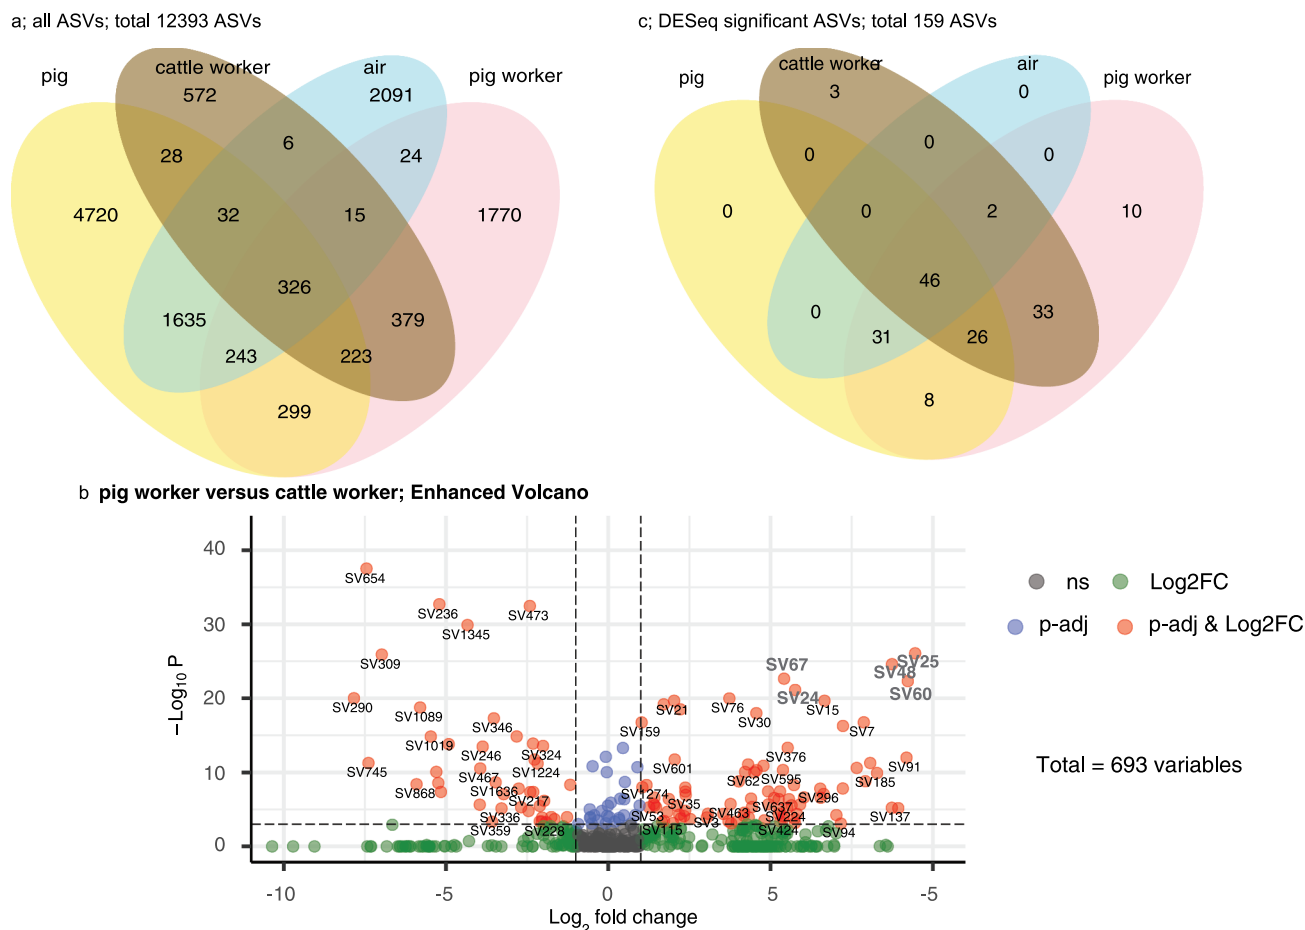 a; all ASVs; total 12393 ASVs
c; DESeq significant ASVs; total 159 ASVs
pig
cattle worker
air
pig worker
572
2091
6
28
24
4720
32
15
1770
326
1635
379
243
223
299
pig
cattle worker
air
pig worker
3
0
0
0
0
0
0
2
10
46
0
33
31
26
8
b pig worker versus cattle worker; Enhanced Volcano
40
30
20
10
0
−Log10 P
SV654
SV236
SV473
SV1345
SV309
SV67
SV25
SV48
SV24
SV60
SV290
SV1089
SV21
SV76
SV15
SV346
SV30
SV159
SV7
SV1019
SV246
SV324
SV376
SV745
SV467
SV1224
SV601
SV91
SV62
SV595
SV185
SV868
SV1636
SV1274
SV217
SV35
SV637
SV296
SV336
SV53
SV3
SV463
SV224
SV137
SV359
SV228
SV115
SV424
SV94
-10
-5
0
5
-5
Log2 fold change
ns
Log2FC
p-adj
p-adj & Log2FC
Total = 693 variables